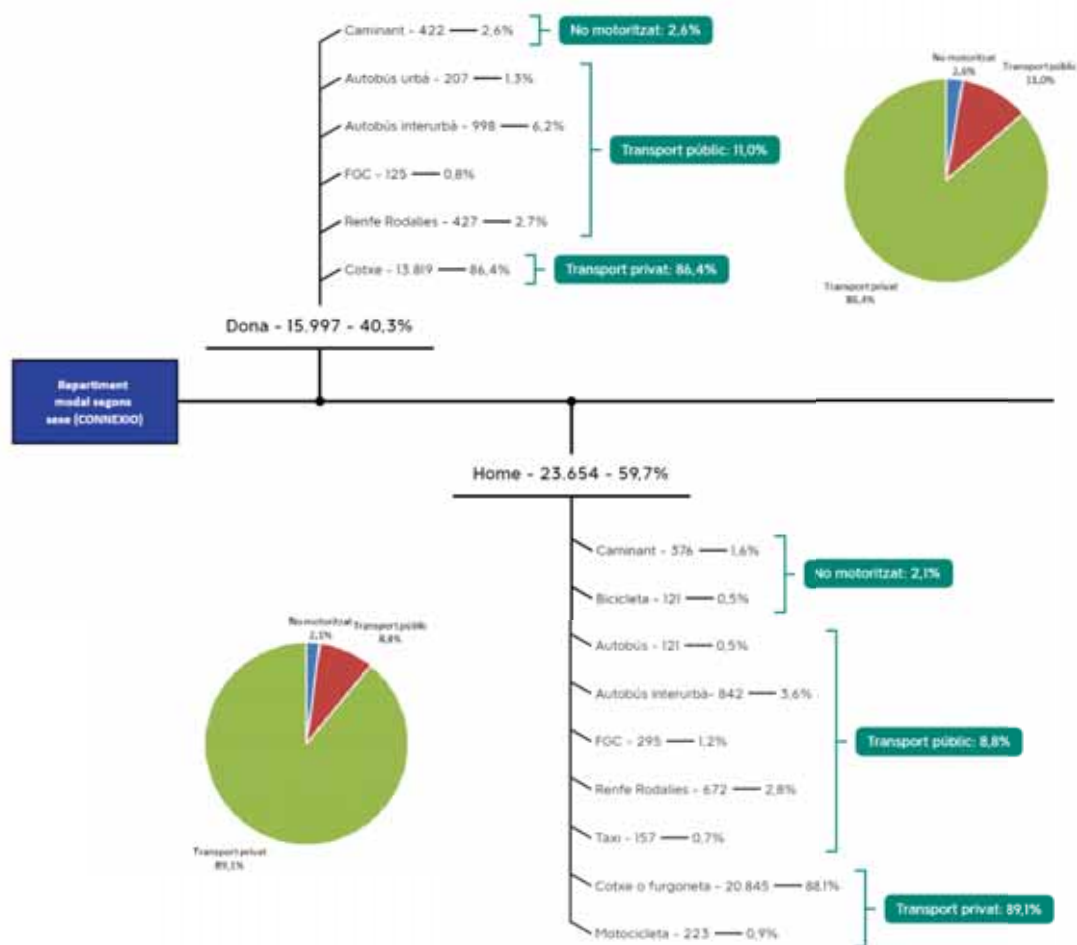 Caminant - 422 — 2,6%
No motoritzat: 2,6%
Autobús urbà - 207 — 1,3%
Autobús interurbà - 998 — 6,2%
FGC - 125 — 0,8%
Renfe Rodalies - 427 — 2,7%
Transport públic: 11,0%
Cotxe - 13.819 — 86,4%
Transport privat: 86,4%
No motoritzat
2,6%
Transport públic
11,0%
Transport privat
86,4%
Dona - 15.997 - 40,3%
Repartiment
modal segons
sexe (CONNEXIO)
Home - 23.654 - 59,7%
Caminant - 376 — 1,6%
Bicicleta - 121 — 0,5%
No motoritzat: 2,1%
Autobús - 121 — 0,5%
Autobús interurbà- 842 — 3,6%
FGC - 295 — 1,2%
Renfe Rodalies - 672 — 2,8%
Taxi - 157 — 0,7%
Transport públic: 8,8%
Cotxe o furgoneta - 20.845 — 88,1%
Motocicleta - 223 — 0,9%
Transport privat: 89,1%
No motoritzat
2,1%
Transport públic
8,8%
Transport privat
89,1%